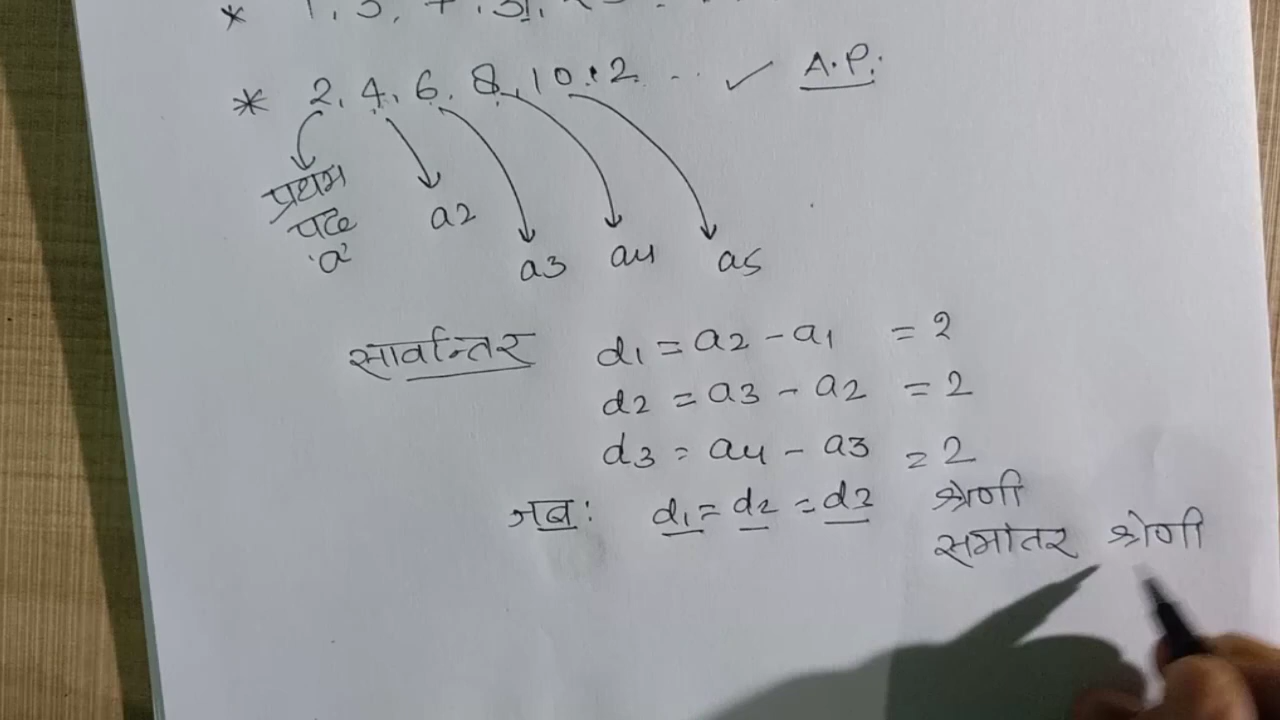 * 2, 4, 6, 8, 10, 12 ... ✓ A.P.
प्रथम पद 'a'
a2
a3 a4 a5
सार्वान्तर d1 = a2 - a1 = 2
d2 = a3 - a2 = 2
d3 = a4 - a3 = 2
जब: d1 = d2 = d3 श्रेणी
समांतर श्रेणी